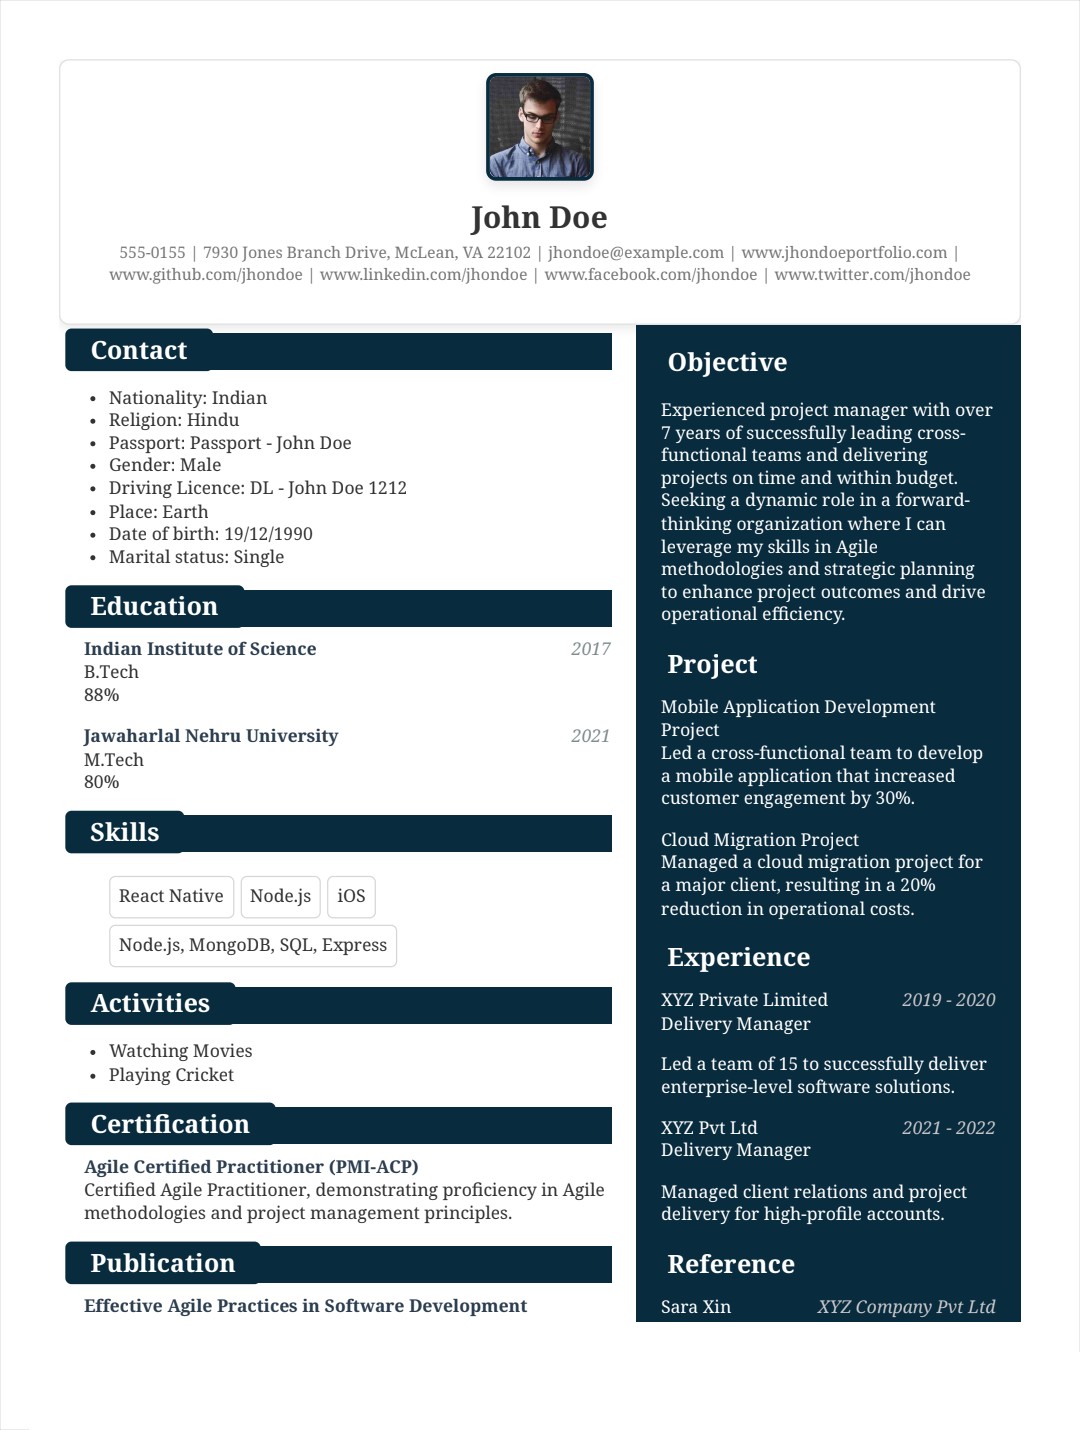 John Doe
555-0155 | 7930 Jones Branch Drive, McLean, VA 22102 | jhondoe@example.com | www.jhondoeportfolio.com |
www.github.com/jhondoe | www.linkedin.com/jhondoe | www.facebook.com/jhondoe | www.twitter.com/jhondoe
Contact
• Nationality: Indian
• Religion: Hindu
• Passport: Passport - John Doe
• Gender: Male
• Driving Licence: DL - John Doe 1212
• Place: Earth
• Date of birth: 19/12/1990
• Marital status: Single
Education
Indian Institute of Science 2017
B.Tech
88%
Jawaharlal Nehru University 2021
M.Tech
80%
Skills
React Native Node.js iOS
Node.js, MongoDB, SQL, Express
Activities
• Watching Movies
• Playing Cricket
Certification
Agile Certified Practitioner (PMI-ACP)
Certified Agile Practitioner, demonstrating proficiency in Agile
methodologies and project management principles.
Publication
Effective Agile Practices in Software Development
Objective
Experienced project manager with over
7 years of successfully leading cross-
functional teams and delivering
projects on time and within budget.
Seeking a dynamic role in a forward-
thinking organization where I can
leverage my skills in Agile
methodologies and strategic planning
to enhance project outcomes and drive
operational efficiency.
Project
Mobile Application Development
Project
Led a cross-functional team to develop
a mobile application that increased
customer engagement by 30%.
Cloud Migration Project
Managed a cloud migration project for
a major client, resulting in a 20%
reduction in operational costs.
Experience
XYZ Private Limited 2019 - 2020
Delivery Manager
Led a team of 15 to successfully deliver
enterprise-level software solutions.
XYZ Pvt Ltd 2021 - 2022
Delivery Manager
Managed client relations and project
delivery for high-profile accounts.
Reference
Sara Xin XYZ Company Pvt Ltd